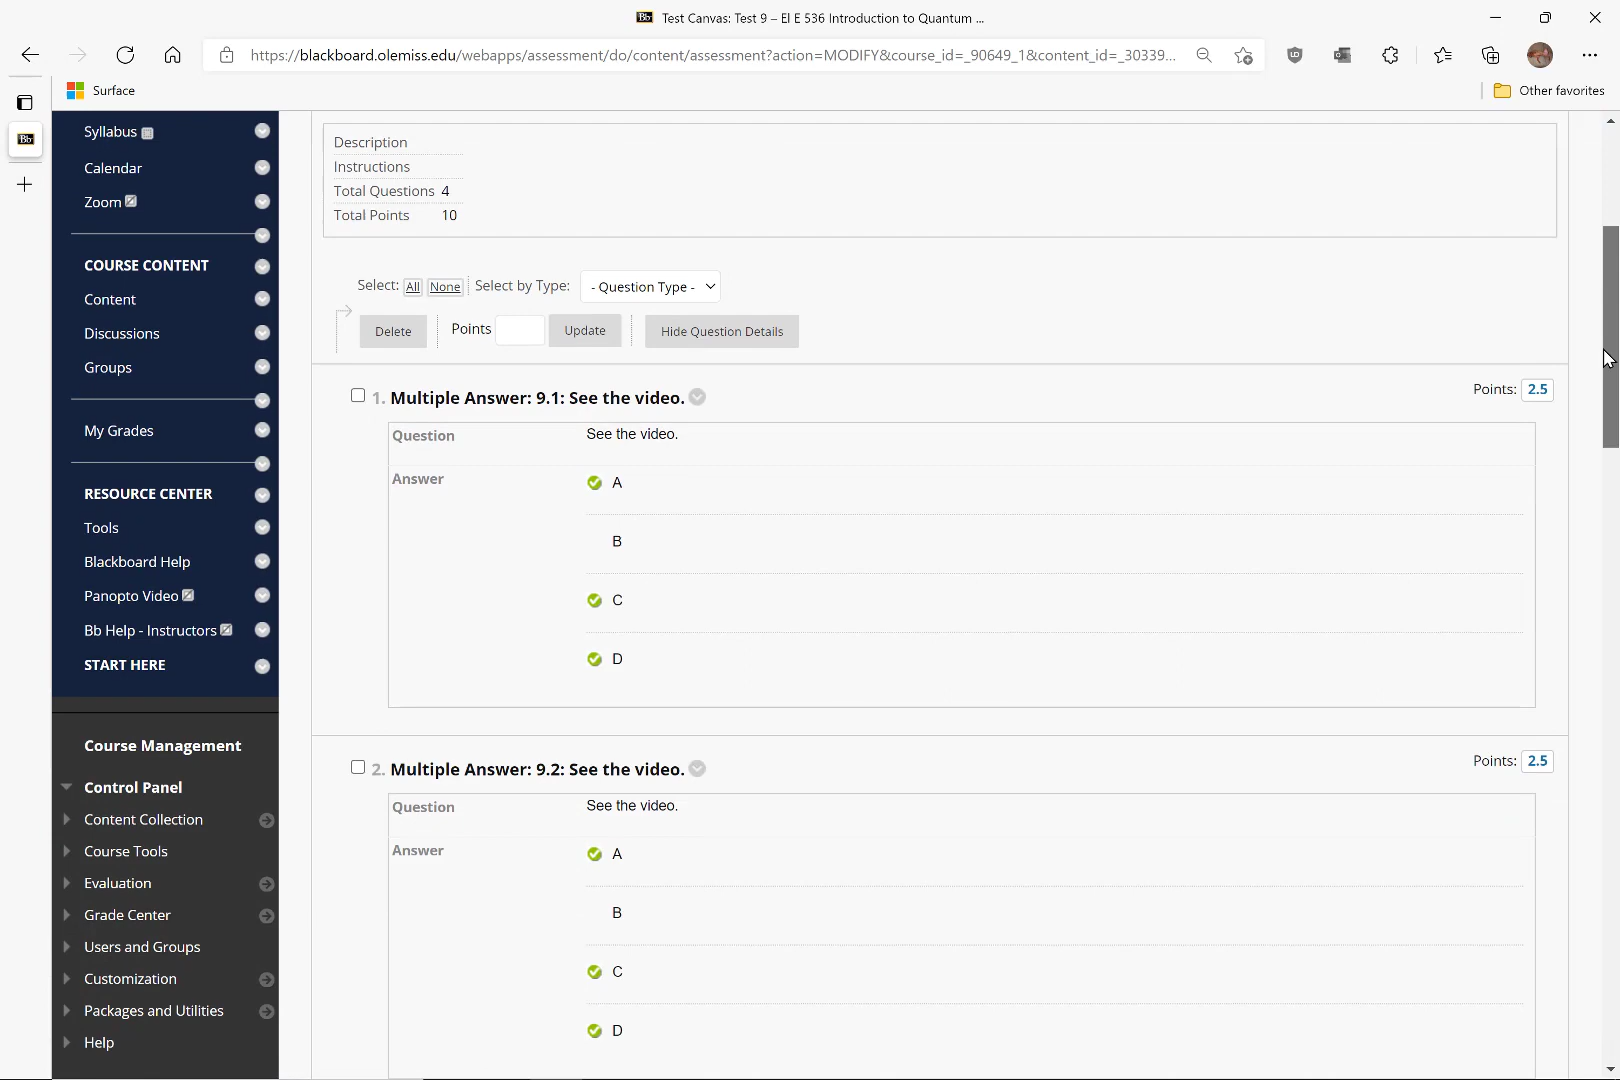 Test Canvas: Test 9 – El E 536 Introduction to Quantum ...
https://blackboard.olemiss.edu/webapps/assessment/do/content/assessment?action=MODIFY&course_id=_90649_1&content_id=_30339...
Surface
Other favorites
Syllabus
Calendar
Zoom
COURSE CONTENT
Content
Discussions
Groups
My Grades
RESOURCE CENTER
Tools
Blackboard Help
Panopto Video
Bb Help - Instructors
START HERE
Course Management
Control Panel
Content Collection
Course Tools
Evaluation
Grade Center
Users and Groups
Customization
Packages and Utilities
Help
Description
Instructions
Total Questions 4
Total Points 10
Select: All None Select by Type: - Question Type -
Delete Points Update Hide Question Details
1. Multiple Answer: 9.1: See the video. Points: 2.5
Question See the video.
Answer A
B
C
D
2. Multiple Answer: 9.2: See the video. Points: 2.5
Question See the video.
Answer A
B
C
D